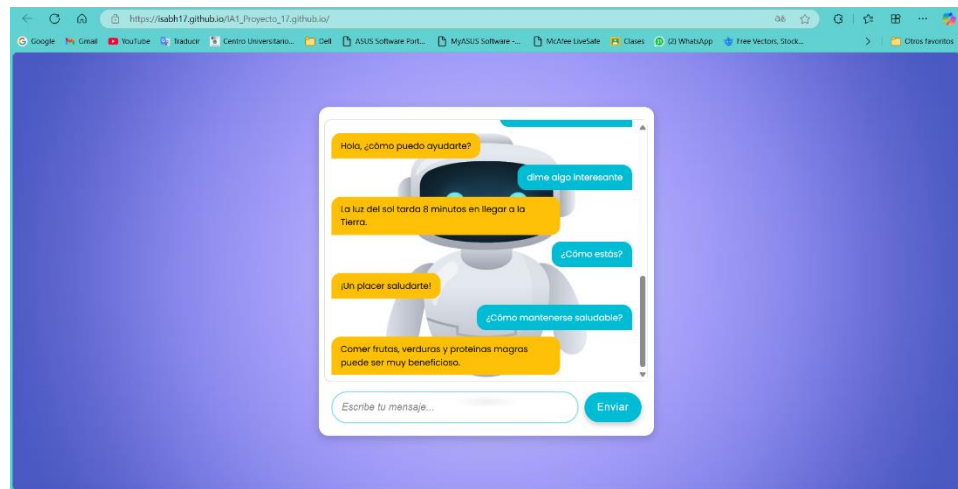 https://isabh17.github.io/IA1_Proyecto_17.github.io/
Google Gmail YouTube Traducir Centro Universitario... Dell ASUS Software Port... MyASUS Software -... McAfee LiveSafe Clases (2) WhatsApp Free Vectors, Stock... Otros favoritos
Hola, ¿cómo puedo ayudarte?
dime algo interesante
La luz del sol tarda 8 minutos en llegar a la
Tierra.
¿Cómo estás?
¡Un placer saludarte!
¿Cómo mantenerse saludable?
Comer frutas, verduras y proteínas magras
puede ser muy beneficioso.
Escribe tu mensaje...
Enviar